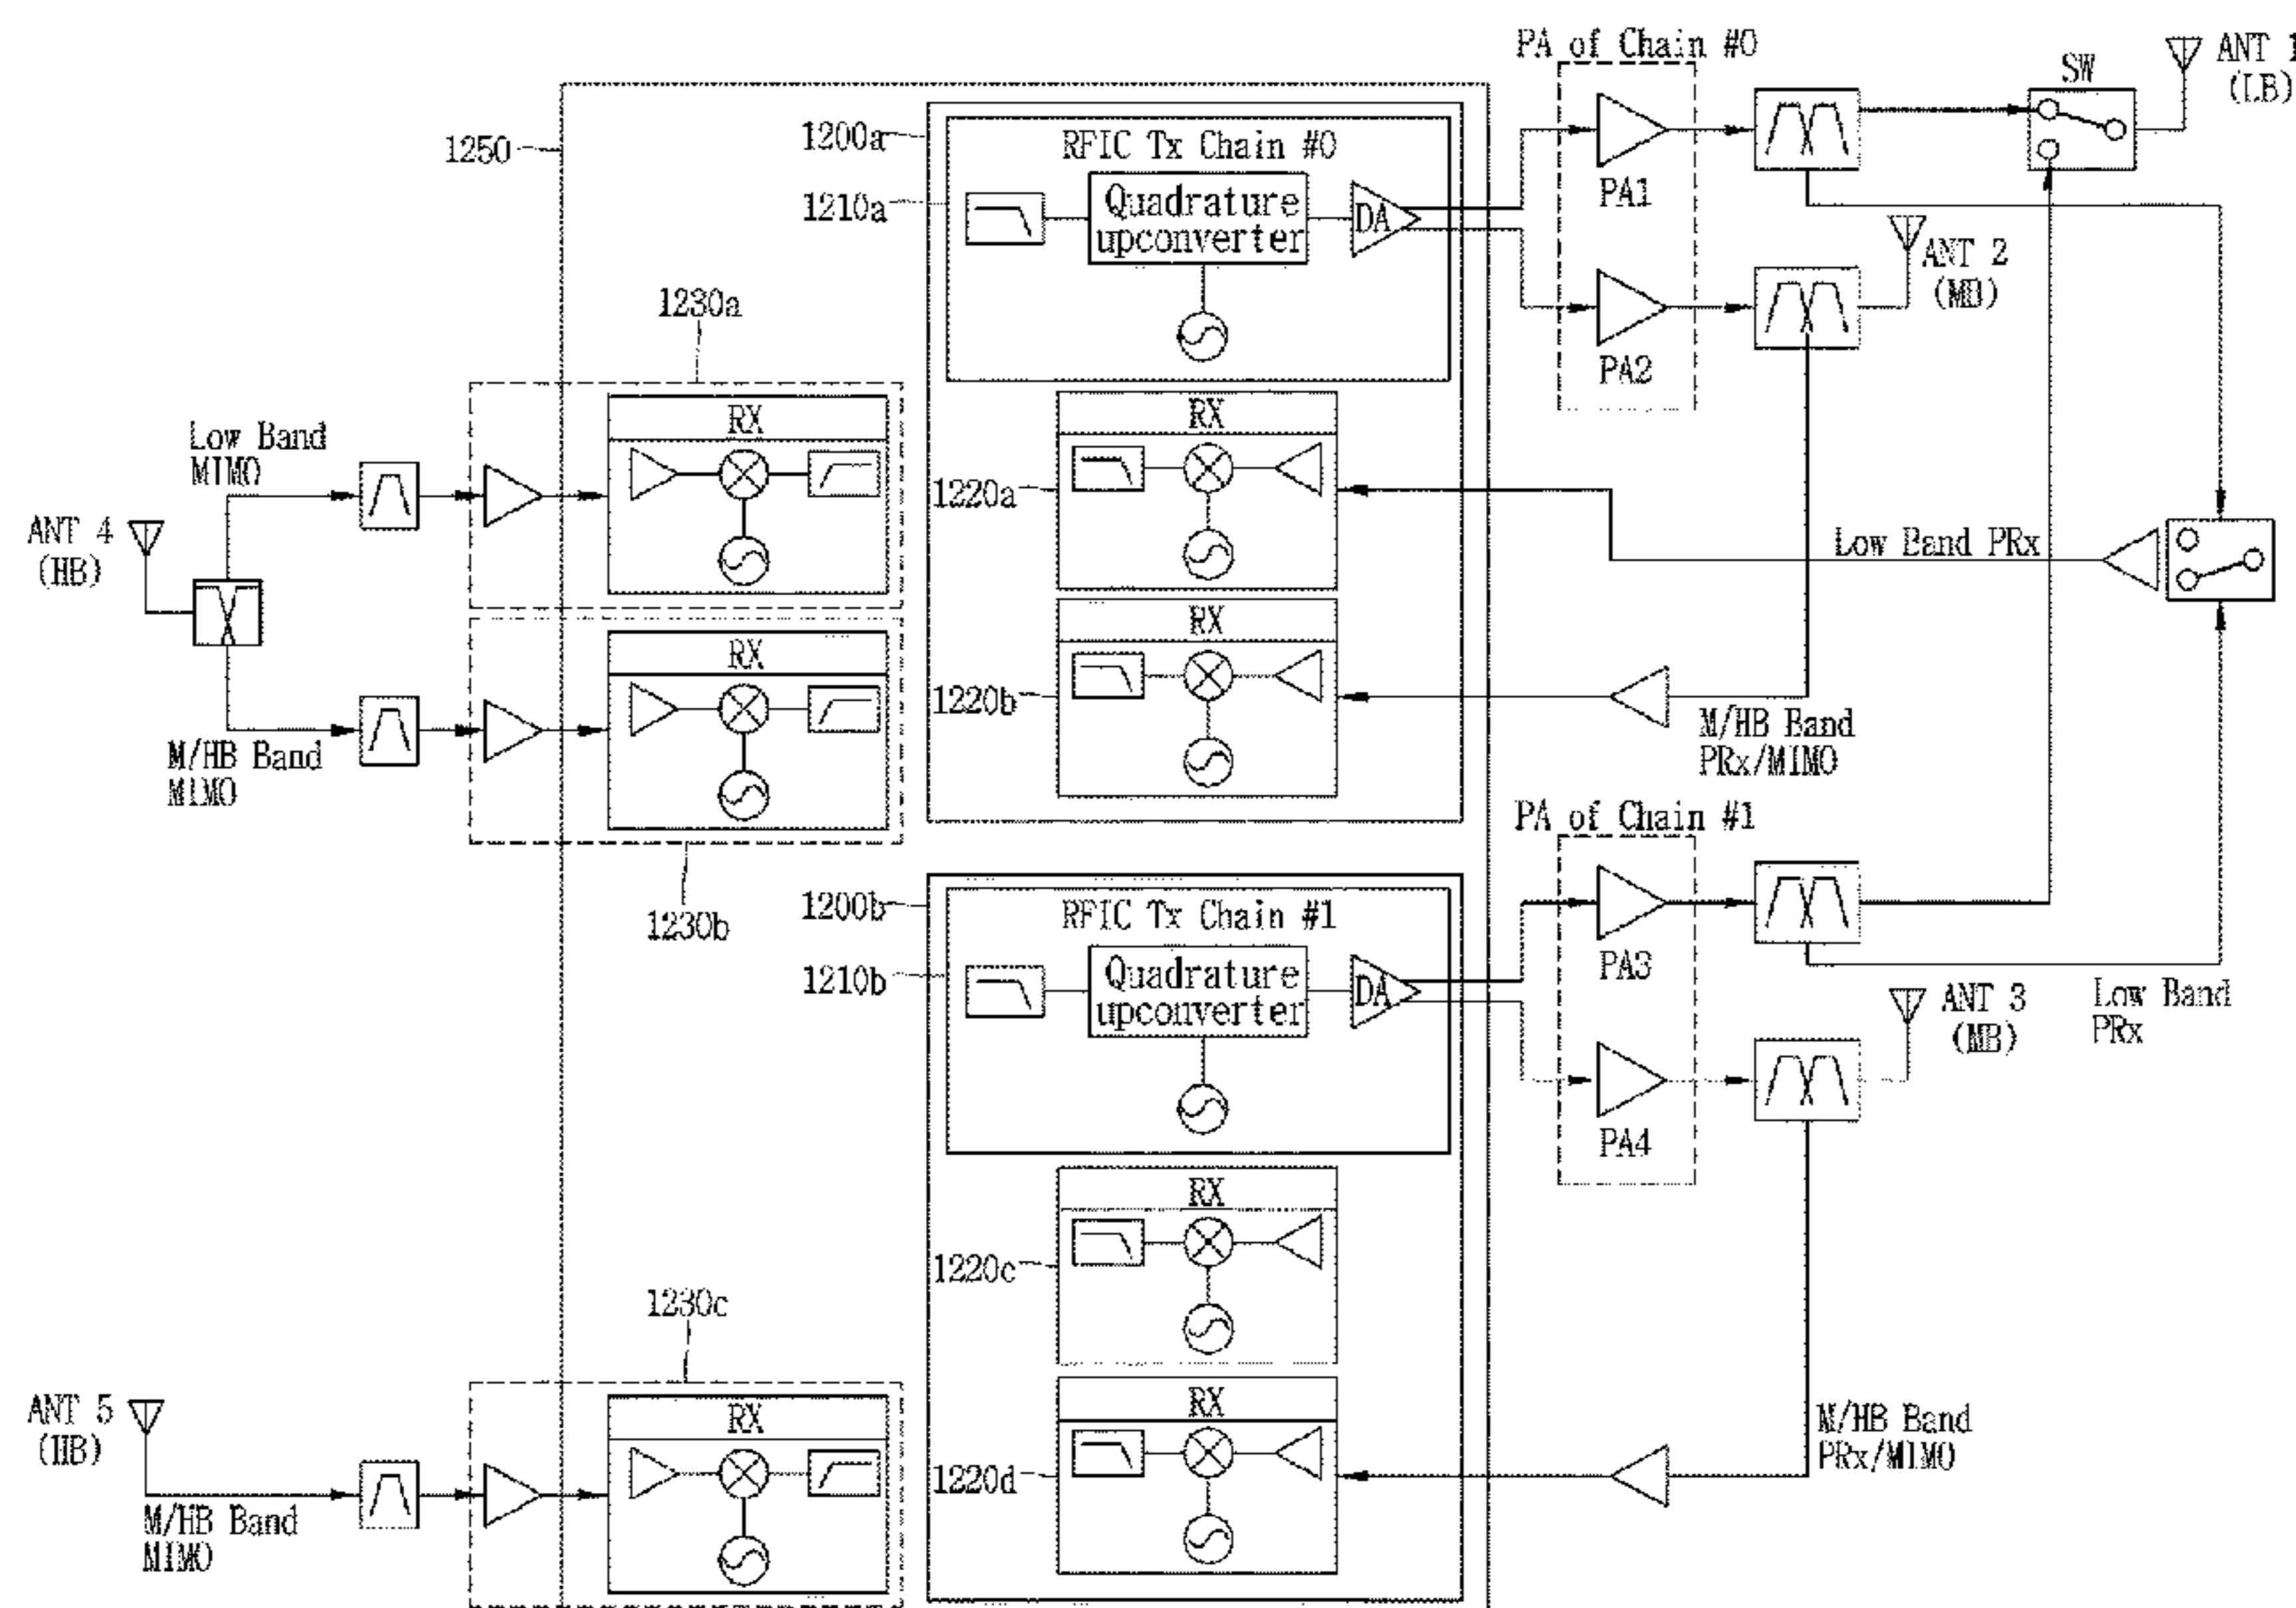 PA of Chain #0
SW
ANT 1
(LB)
1250
1200a
RFIC Tx Chain #0
1210a
Quadrature
upconverter
DA
PA1
ANT 2
(MB)
PA2
1230a
RX
RX
Low Band
MIMO
1220a
ANT 4
(HB)
Low Band PRx
RX
RX
1220b
M/HB Band
PRx/MIMO
M/HB Band
MIMO
PA of Chain #1
1230b
1200b
RFIC Tx Chain #1
1210b
Quadrature
upconverter
DA
PA3
ANT 3
(MB)
Low Band
PRx
PA4
RX
1220c
1230c
ANT 5
(HB)
RX
RX
M/HB Band
PRx/MIMO
1220d
M/HB Band
MIMO